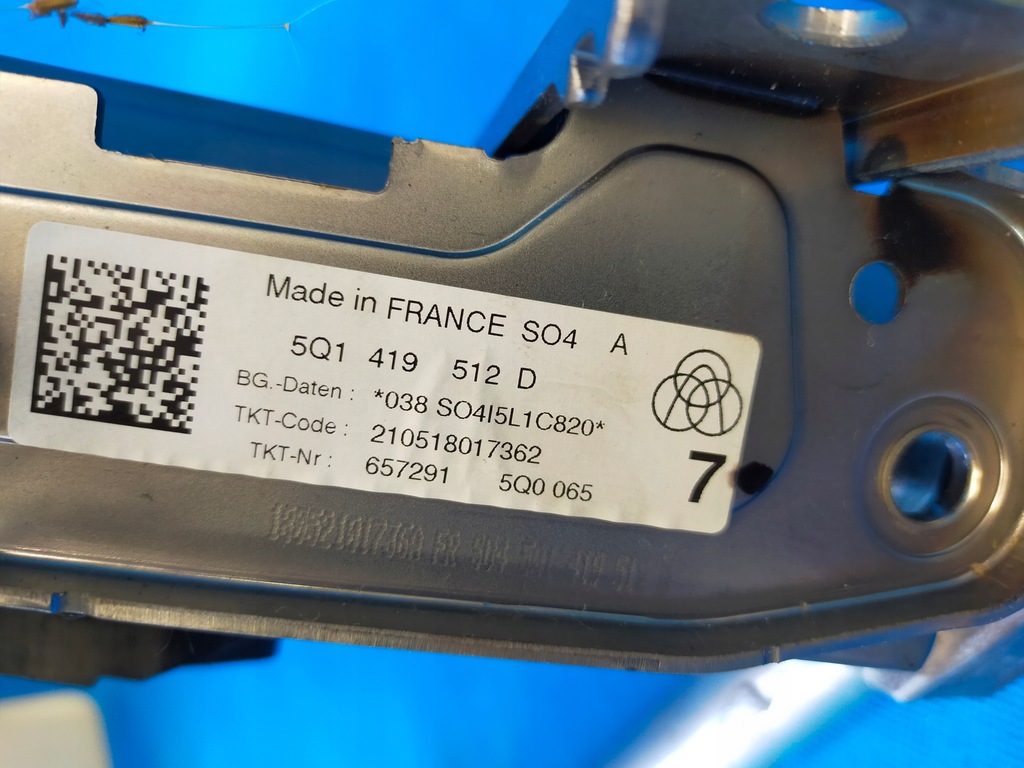 Made in FRANCE SO4 A
5Q1 419 512 D
BG.-Daten : *038 SO4I5L1C820*
TKT-Code : 210518017362
TKT-Nr : 657291 5Q0 065
7